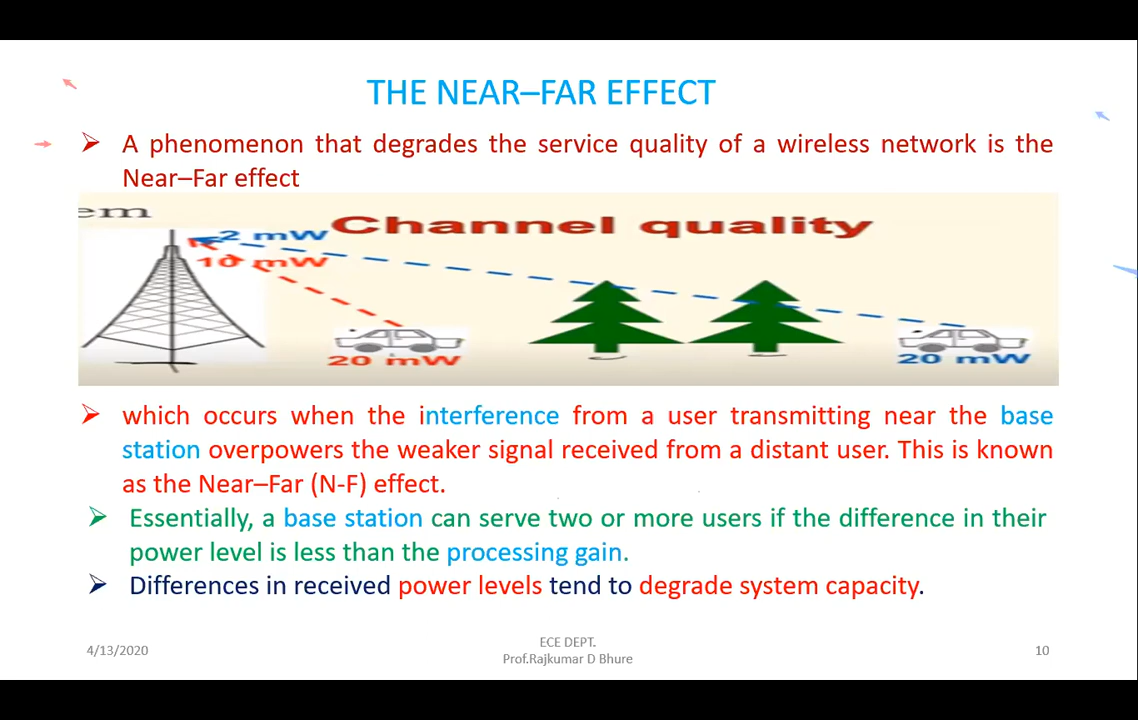 THE NEAR–FAR EFFECT
➢ A phenomenon that degrades the service quality of a wireless network is the
Near–Far effect
em
Channel quality
2 mW
10 mW
20 mW
20 mW
➢ which occurs when the interference from a user transmitting near the base
station overpowers the weaker signal received from a distant user. This is known
as the Near–Far (N-F) effect.
➢ Essentially, a base station can serve two or more users if the difference in their
power level is less than the processing gain.
➢ Differences in received power levels tend to degrade system capacity.
4/13/2020
ECE DEPT.
Prof.Rajkumar D Bhure
10